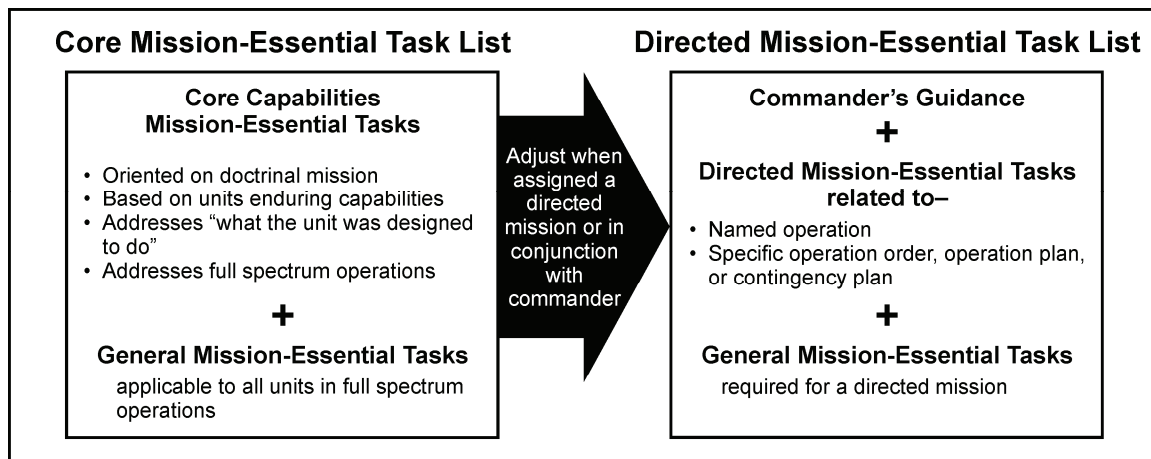 Core Mission-Essential Task List
Core Capabilities
Mission-Essential Tasks
• Oriented on doctrinal mission
• Based on units enduring capabilities
• Addresses “what the unit was designed
to do”
• Addresses full spectrum operations
+
General Mission-Essential Tasks
applicable to all units in full spectrum
operations
Adjust when
assigned a
directed
mission or in
conjunction
with
commander
Directed Mission-Essential Task List
Commander’s Guidance
+
Directed Mission-Essential Tasks
related to–
• Named operation
• Specific operation order, operation plan,
or contingency plan
+
General Mission-Essential Tasks
required for a directed mission